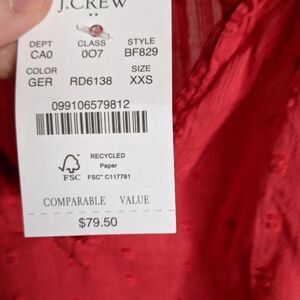 J.CREW
DEPT CLASS STYLE
CA0 007 BF829
COLOR SIZE
GER RD6138 XXS
099106579812
RECYCLED
Paper
FSC FSC® C117781
COMPARABLE VALUE
$79.50